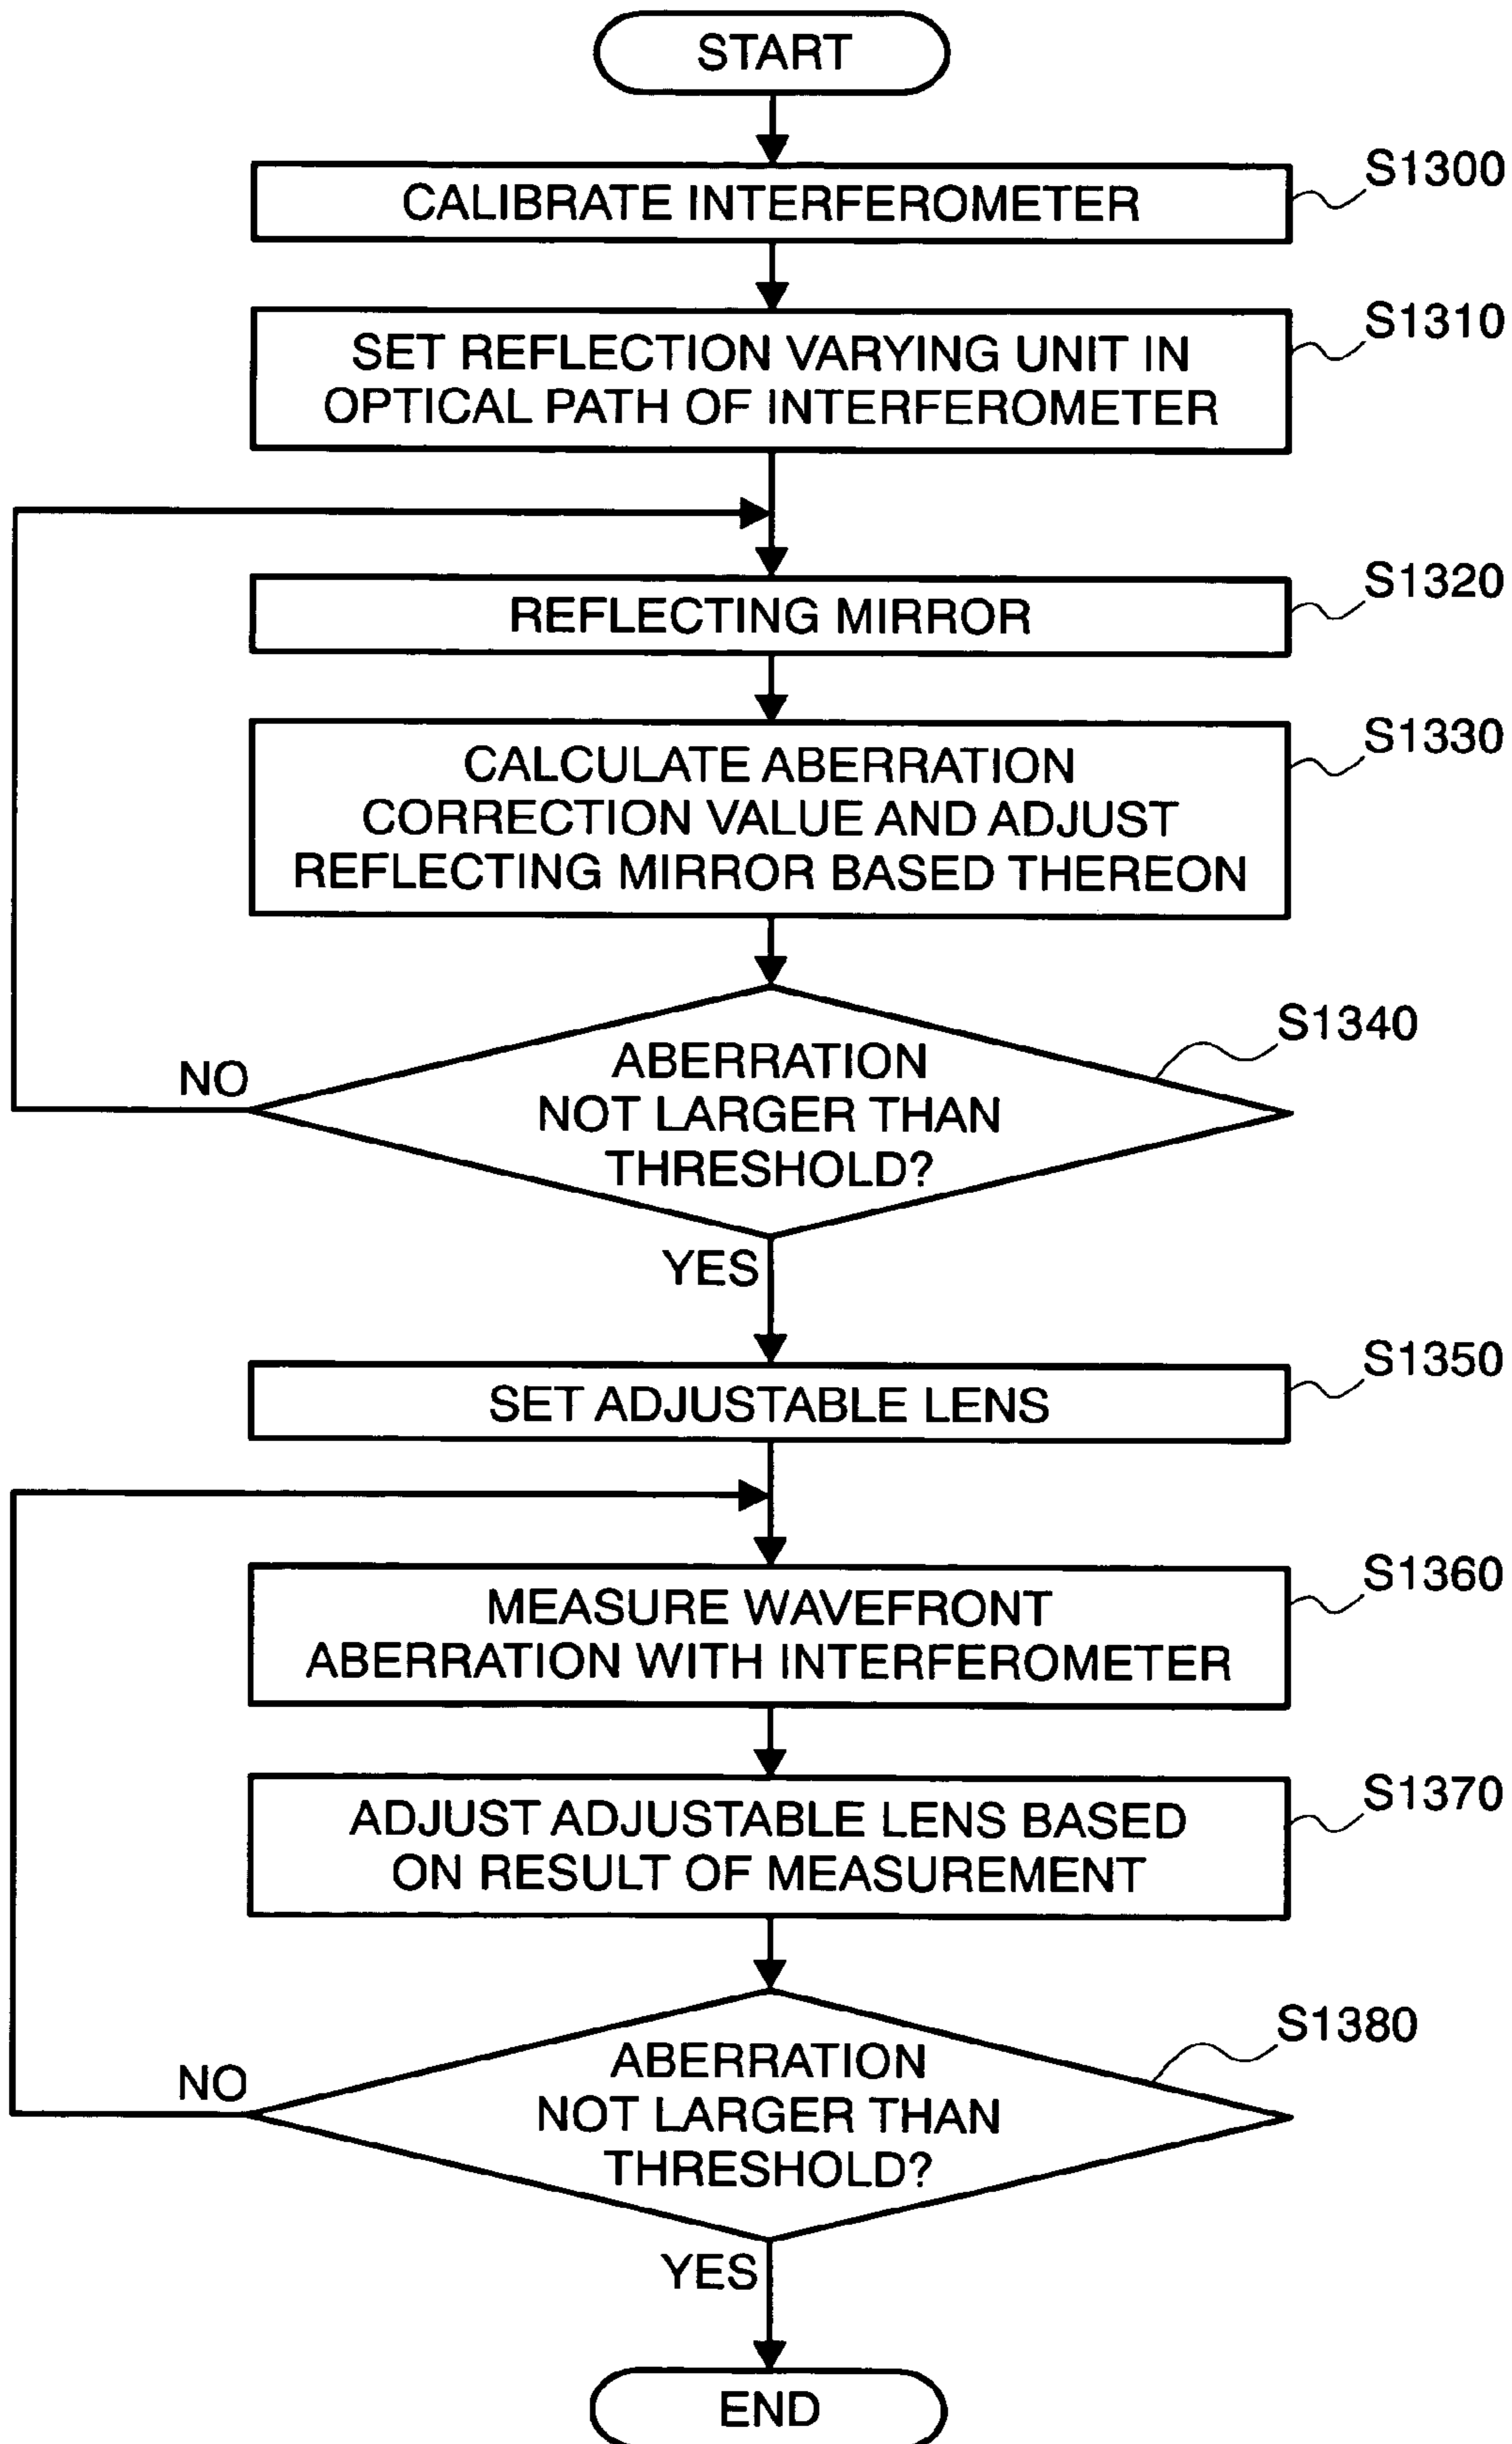 START
CALIBRATE INTERFEROMETER
S1300
SET REFLECTION VARYING UNIT IN
OPTICAL PATH OF INTERFEROMETER
S1310
REFLECTING MIRROR
S1320
CALCULATE ABERRATION
CORRECTION VALUE AND ADJUST
REFLECTING MIRROR BASED THEREON
S1330
ABERRATION
NOT LARGER THAN
THRESHOLD?
S1340
NO
YES
SET ADJUSTABLE LENS
S1350
MEASURE WAVEFRONT
ABERRATION WITH INTERFEROMETER
S1360
ADJUST ADJUSTABLE LENS BASED
ON RESULT OF MEASUREMENT
S1370
ABERRATION
NOT LARGER THAN
THRESHOLD?
S1380
NO
YES
END